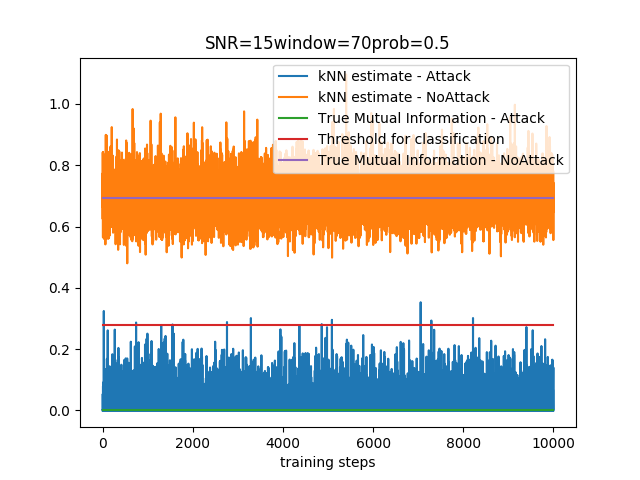 SNR=15window=70prob=0.5
kNN estimate - Attack
kNN estimate - NoAttack
True Mutual Information - Attack
Threshold for classification
True Mutual Information - NoAttack
1.0
0.8
0.6
0.4
0.2
0.0
0 2000 4000 6000 8000 10000
training steps